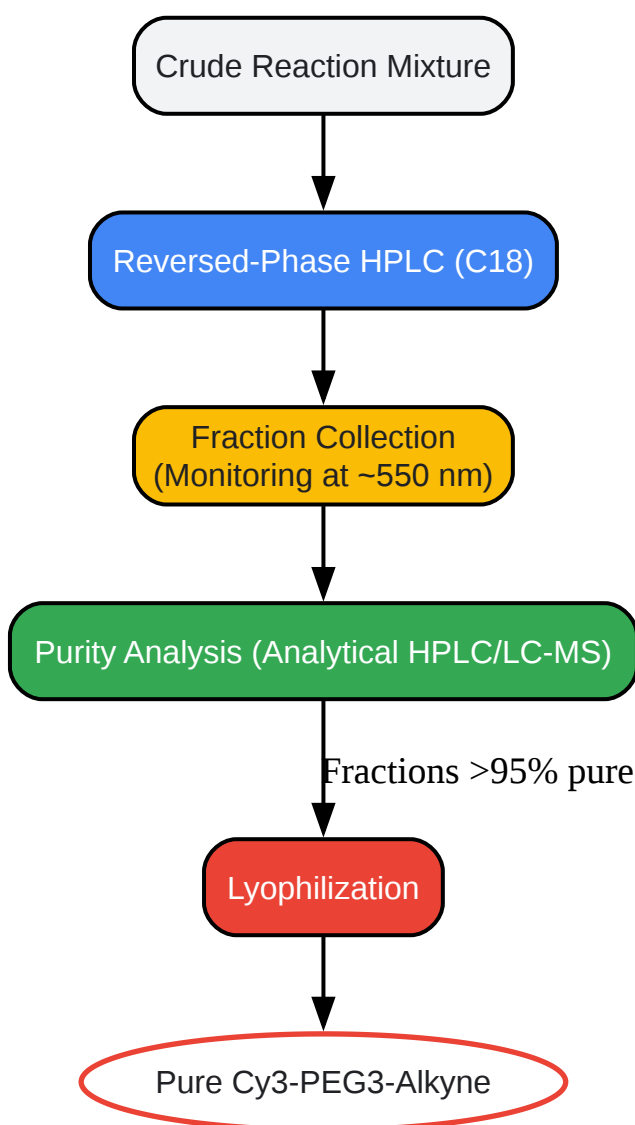 Crude Reaction Mixture
Reversed-Phase HPLC (C18)
Fraction Collection
(Monitoring at ~550 nm)
Purity Analysis (Analytical HPLC/LC-MS)
Fractions >95% pure
Lyophilization
Pure Cy3-PEG3-Alkyne